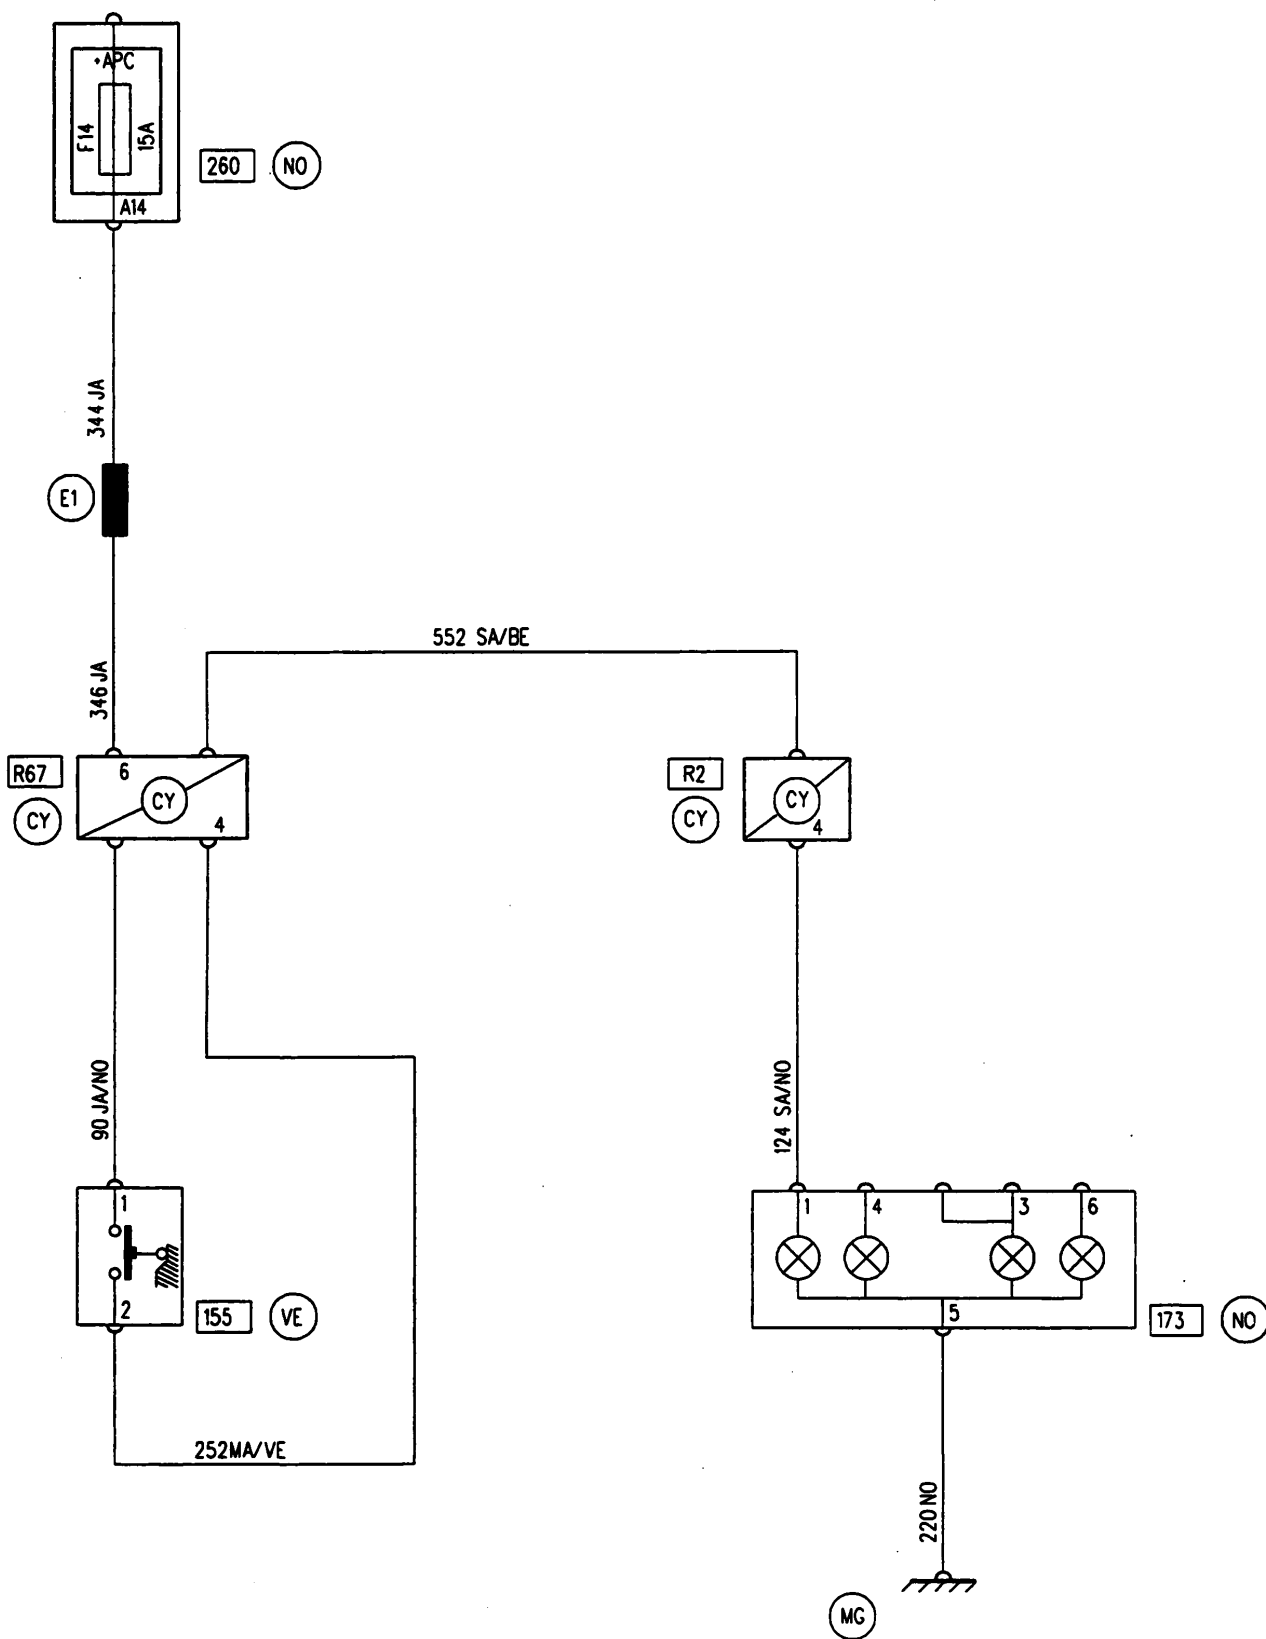 +APC
F14
15A
A14
260
NO
344 JA
E1
346 JA
552 SA/BE
R67
6
CY
CY
4
R2
CY
CY
4
90 JA/NO
124 SA/NO
1
2
155
VE
1
4
3
6
5
173
NO
252MA/VE
220 NO
MG